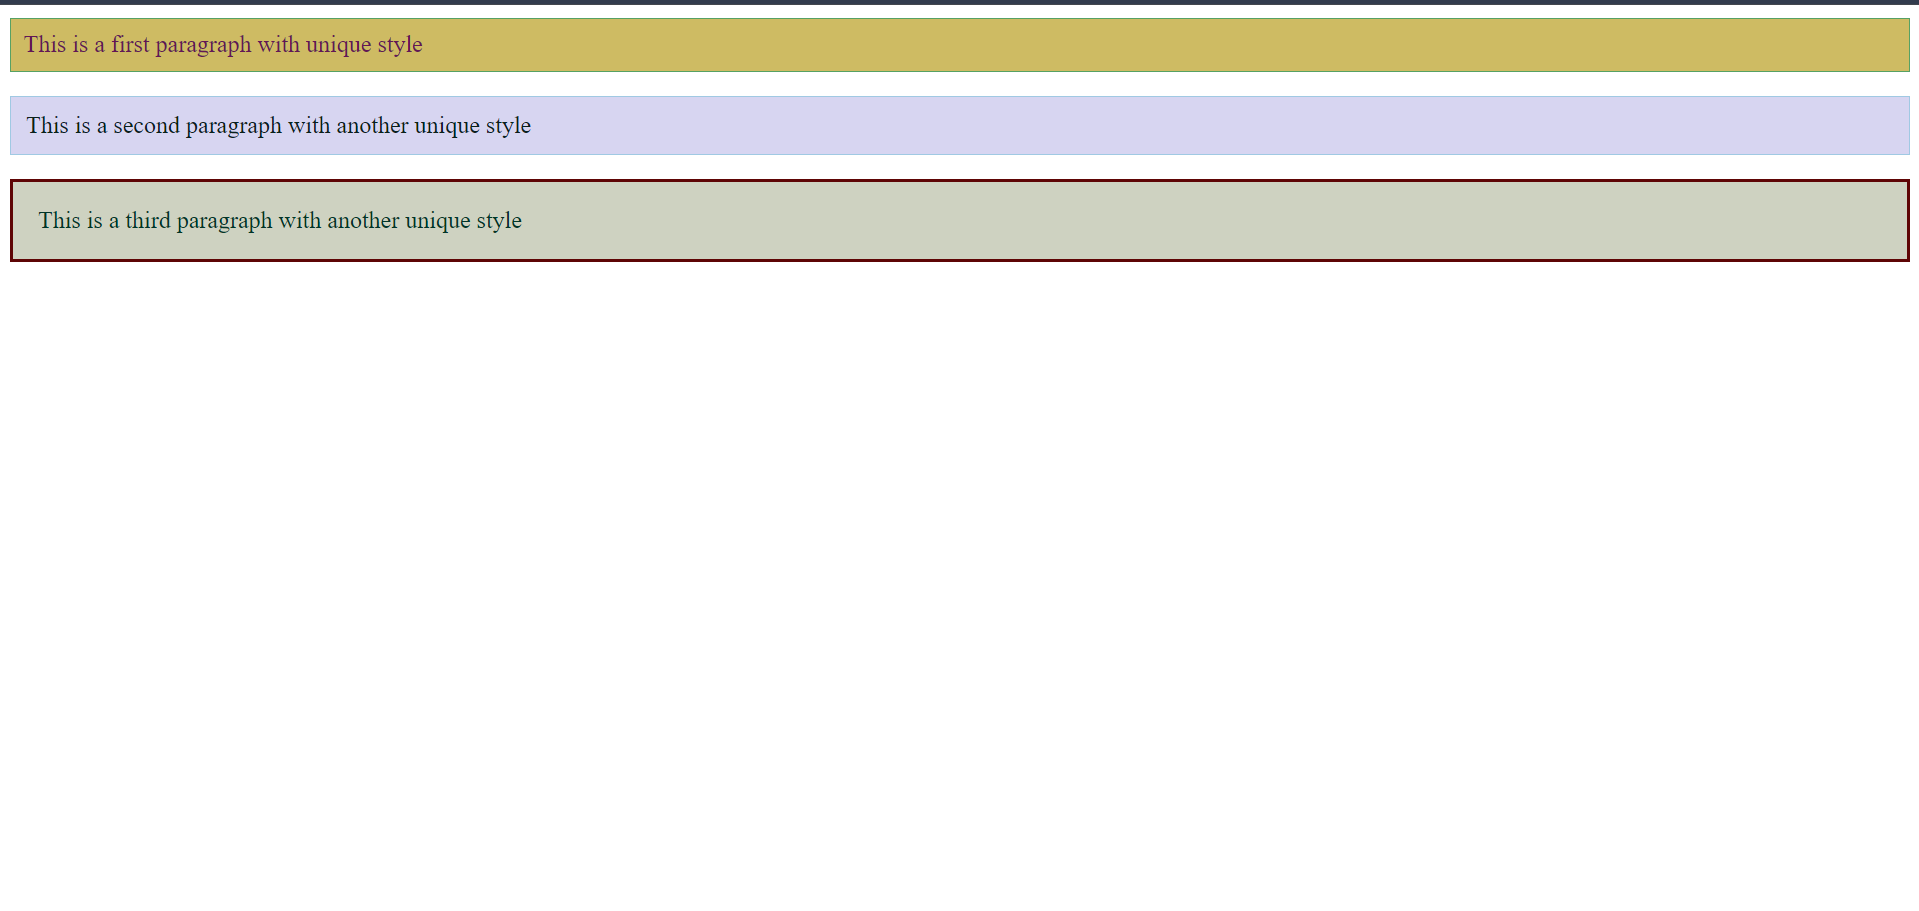 This is a first paragraph with unique style
This is a second paragraph with another unique style
This is a third paragraph with another unique style